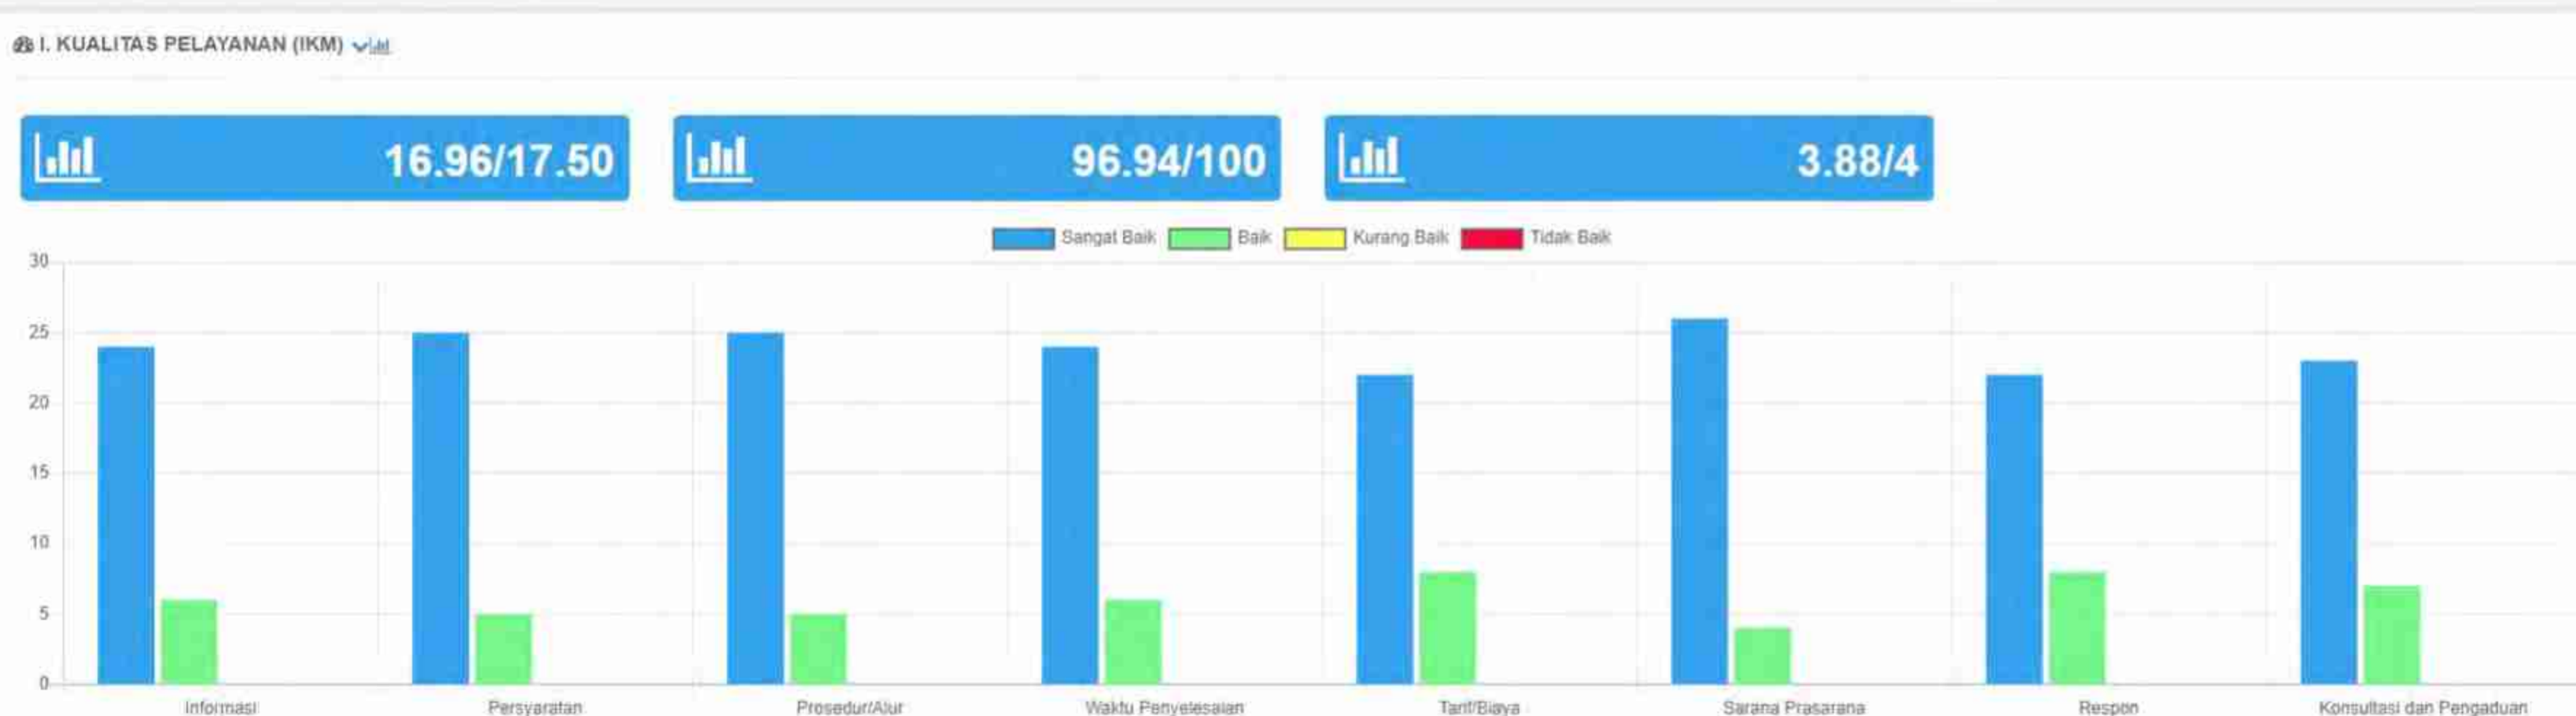 I. KUALITAS PELAYANAN (IKM)
16.96/17.50 96.94/100 3.88/4
Sangat Baik Baik Kurang Baik Tidak Baik
30
25
20
15
10
5
0
Informasi Persyaratan Prosedur/Alur Waktu Penyelesaian Tarif/Biaya Sarana Prasarana Respon Konsultasi dan Pengaduan